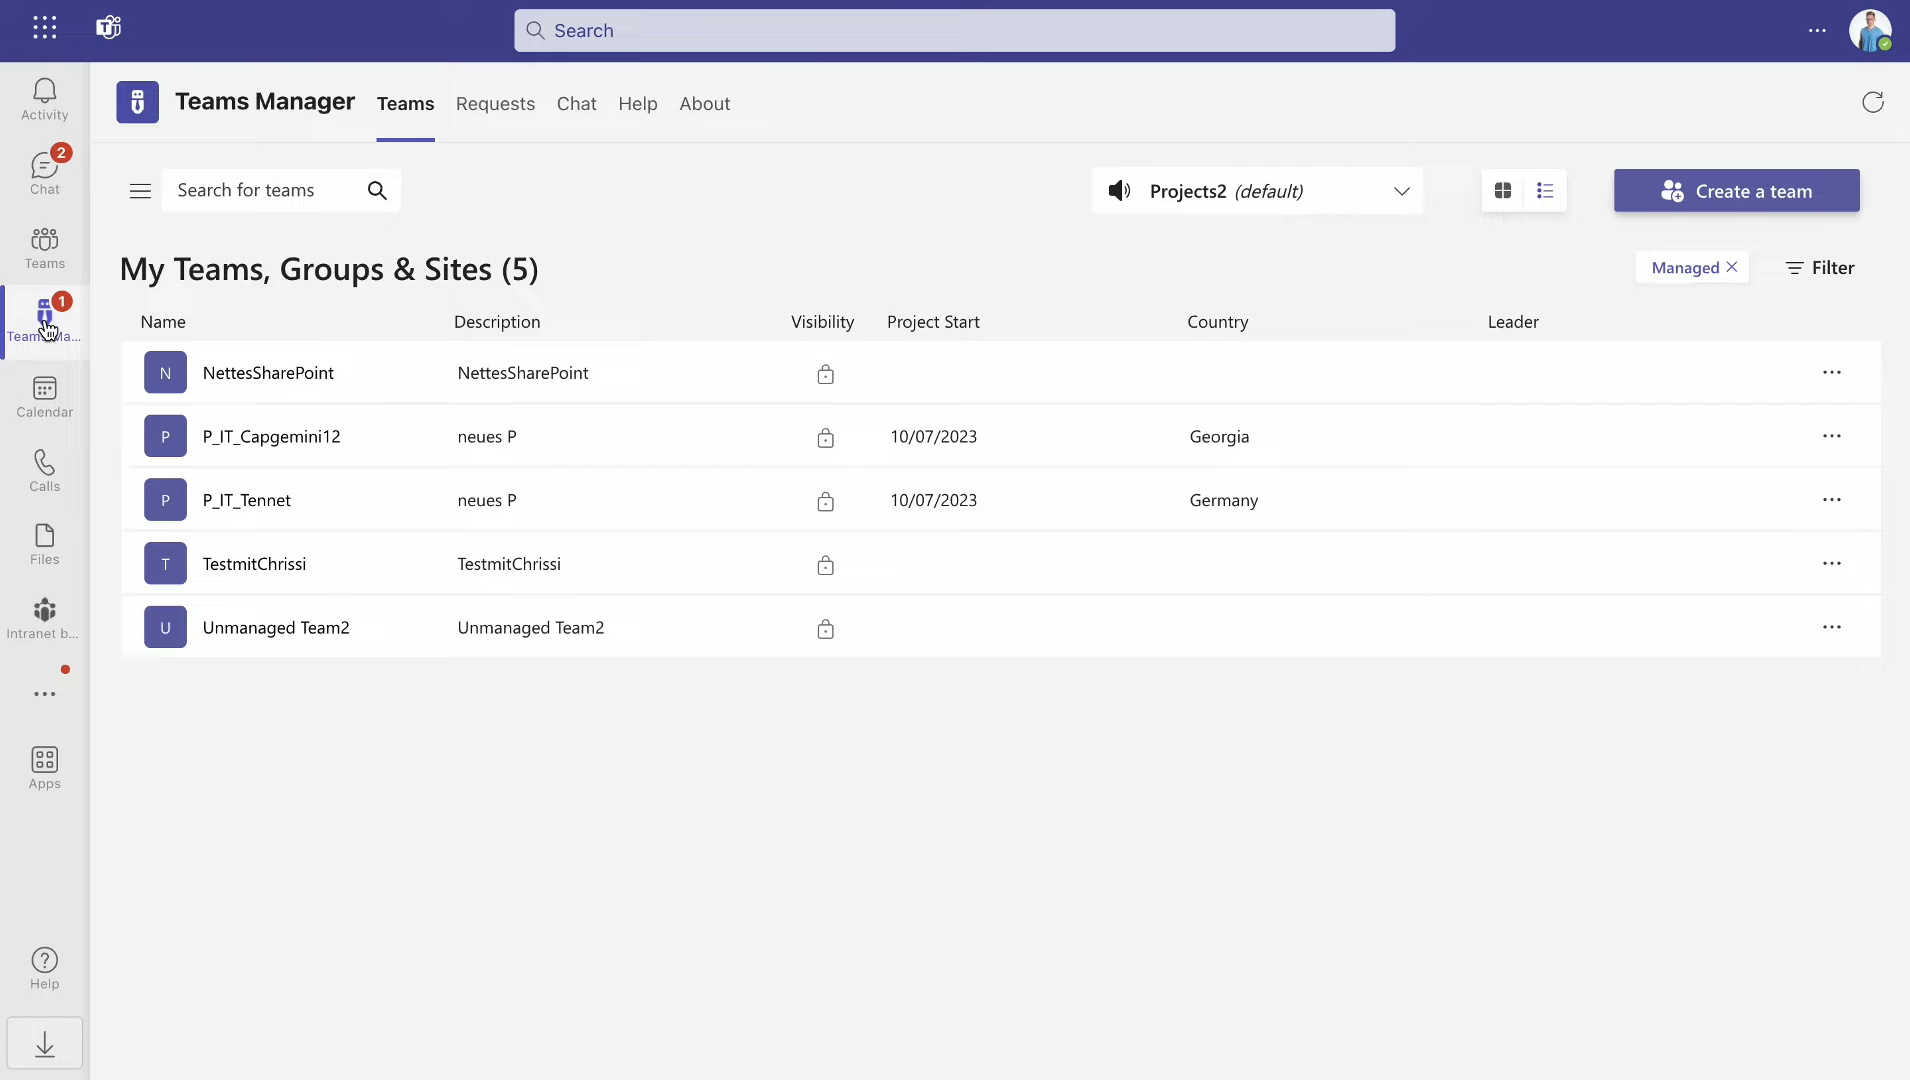 Search
Activity
2
Chat
Teams
1
Calendar
Calls
Files
Intranet b...
Apps
Help
Teams Manager
Teams
Requests
Chat
Help
About
Search for teams
Projects2 (default)
Create a team
My Teams, Groups & Sites (5)
Managed
Filter
Name Description Visibility Project Start Country Leader
N NettesSharePoint NettesSharePoint
P P_IT_Capgemini12 neues P 10/07/2023 Georgia
P P_IT_Tennet neues P 10/07/2023 Germany
T TestmitChrissi TestmitChrissi
U Unmanaged Team2 Unmanaged Team2